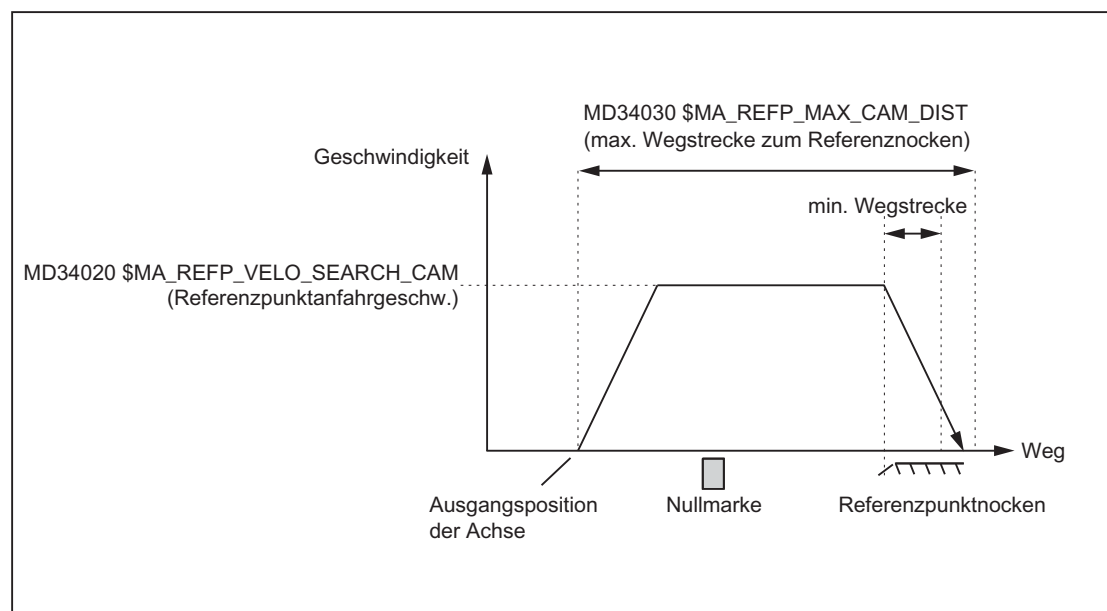 MD34030 $MA_REFP_MAX_CAM_DIST
(max. Wegstrecke zum Referenznocken)
Geschwindigkeit
min. Wegstrecke
MD34020 $MA_REFP_VELO_SEARCH_CAM
(Referenzpunktanfahrgeschw.)
Weg
Ausgangsposition
der Achse
Nullmarke
Referenzpunktnocken